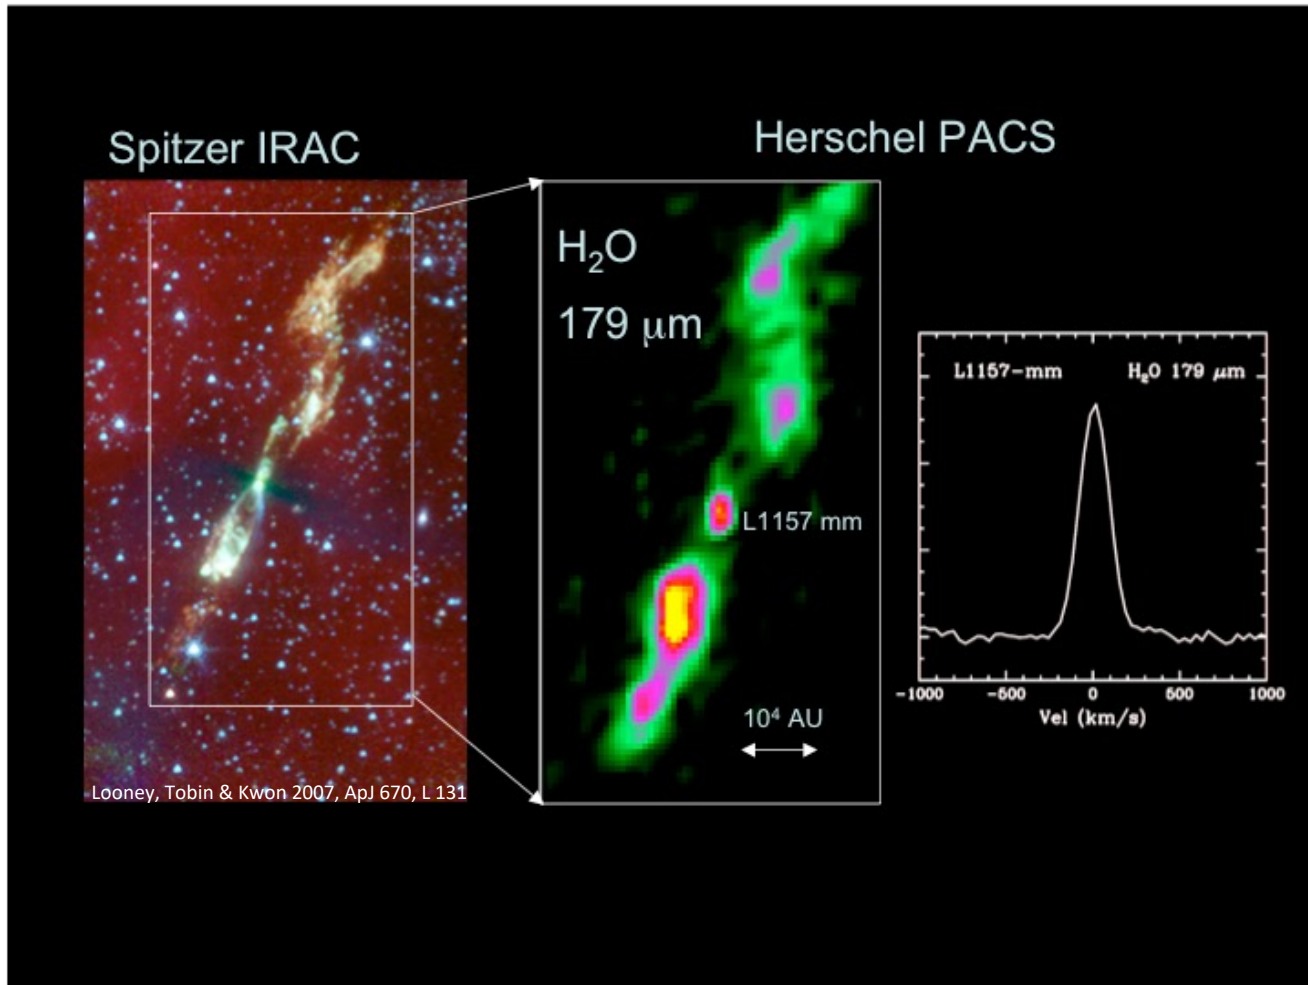 Spitzer IRAC
Herschel PACS
H₂O
179 μm
L1157 mm
10⁴ AU
Looney, Tobin & Kwon 2007, ApJ 670, L 131
L1157-mm H₂O 179 μm
-1000 -500 0 500 1000
Vel (km/s)